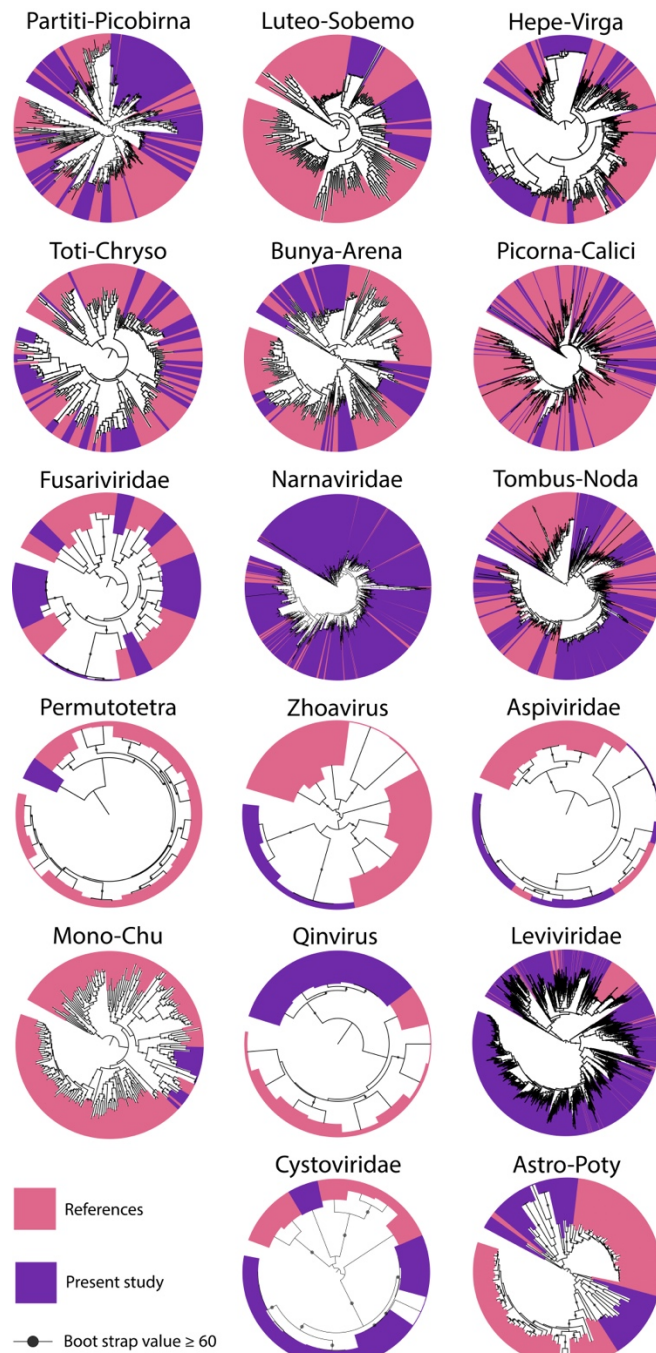 Partiti-Picobirna
Luteo-Sobemo
Hepe-Virga
Toti-Chryso
Bunya-Arena
Picorna-Calici
Fusariviridae
Narnaviridae
Tombus-Noda
Permutotetra
Zhoavirus
Aspiviridae
Mono-Chu
Qinvirus
Leviviridae
Cystoviridae
Astro-Poty
References
Present study
Boot strap value ≥ 60